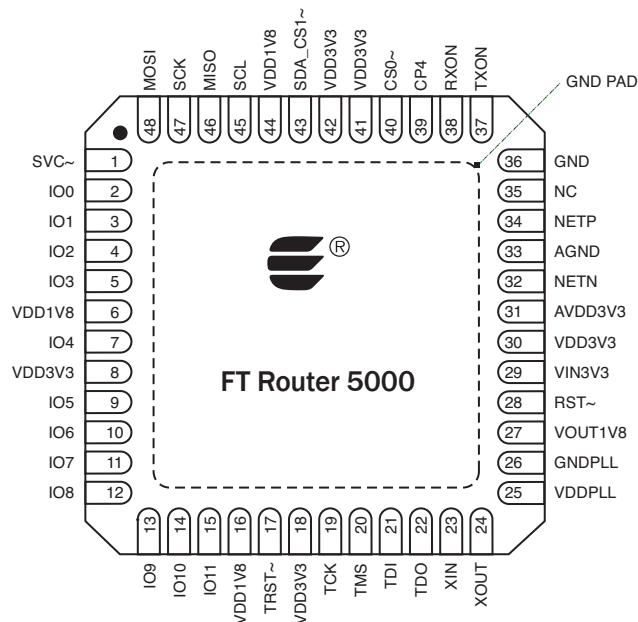 MOSI SCK MISO SCL VDD1V8 SDA_CS1~ VDD3V3 VDD3V3 CS0~ CP4 RXON TXON
GND PAD
48 47 46 45 44 43 42 41 40 39 38 37
SVC~ 1
IO0 2
IO1 3
IO2 4
IO3 5
VDD1V8 6
IO4 7
VDD3V3 8
IO5 9
IO6 10
IO7 11
IO8 12
®
FT Router 5000
36 GND
35 NC
34 NETP
33 AGND
32 NETN
31 AVDD3V3
30 VDD3V3
29 VIN3V3
28 RST~
27 VOUT1V8
26 GNDPLL
25 VDDPLL
13 14 15 16 17 18 19 20 21 22 23 24
IO9 IO10 IO11 VDD1V8 TRST~ VDD3V3 TCK TMS TDI TDO XIN XOUT